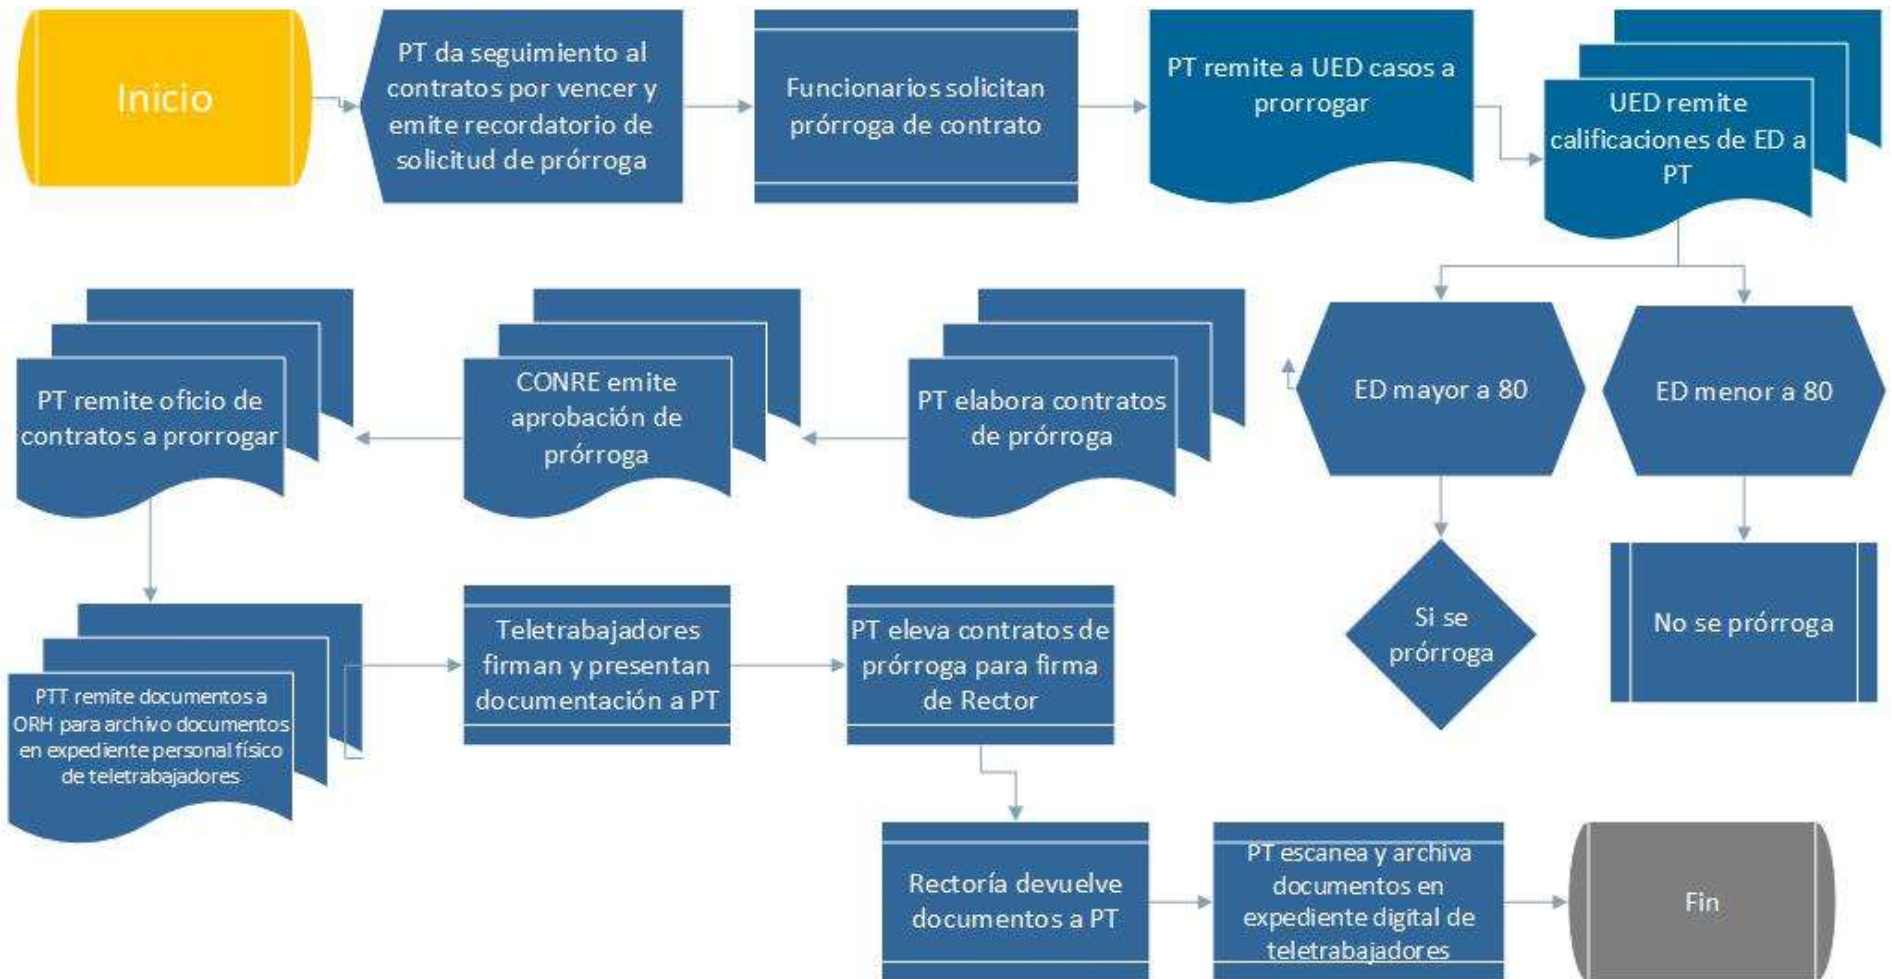 Inicio
PT da seguimiento al
contratos por vencer y
emite recordatorio de
solicitud de prórroga
Funcionarios solicitan
prórroga de contrato
PT remite a UED casos a
prorrogar
UED remite
calificaciones de ED a
PT
ED mayor a 80
ED menor a 80
Si se
prórroga
No se prórroga
PT elabora contratos
de prórroga
CONRE emite
aprobación de
prórroga
PT remite oficio de
contratos a prorrogar
PTT remite documentos a
ORH para archivo documentos
en expediente personal físico
de teletrabajadores
Teletrabajadores
firman y presentan
documentación a PT
PT eleva contratos de
prórroga para firma
de Rector
Rectoría devuelve
documentos a PT
PT escanea y archiva
documentos en
expediente digital de
teletrabajadores
Fin